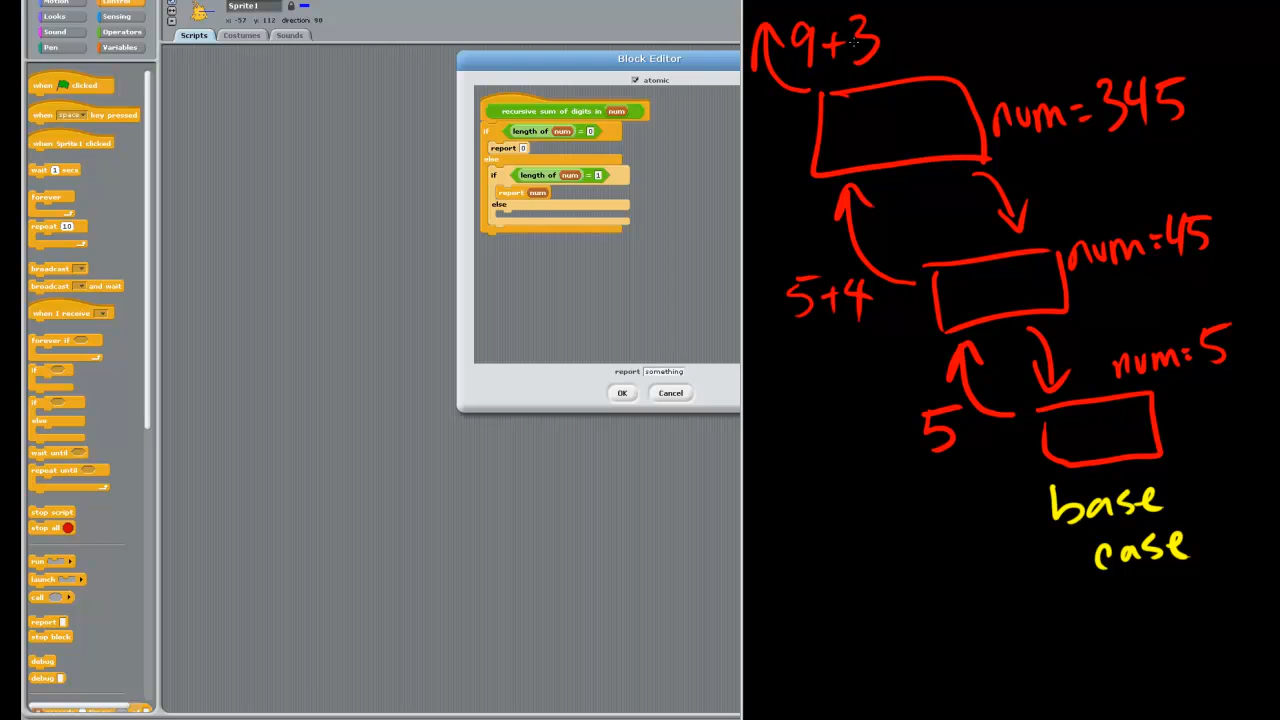 Motion Control
Looks Sensing
Sound Operators
Pen Variables
Sprite1
x: -57 y: 112 direction: 90
Scripts Costumes Sounds
when clicked
when space key pressed
when Sprite1 clicked
wait 1 secs
forever
repeat 10
broadcast
broadcast and wait
when I receive
forever if
if
if
else
wait until
repeat until
stop script
stop all
run
launch
call
report
stop block
debug
debug
Block Editor
atomic
recursive sum of digits in num
if length of num = 0
report 0
else
if length of num = 1
report num
else
report something
OK Cancel
9+3
num = 345
num = 45
5+4
num = 5
5
base
case